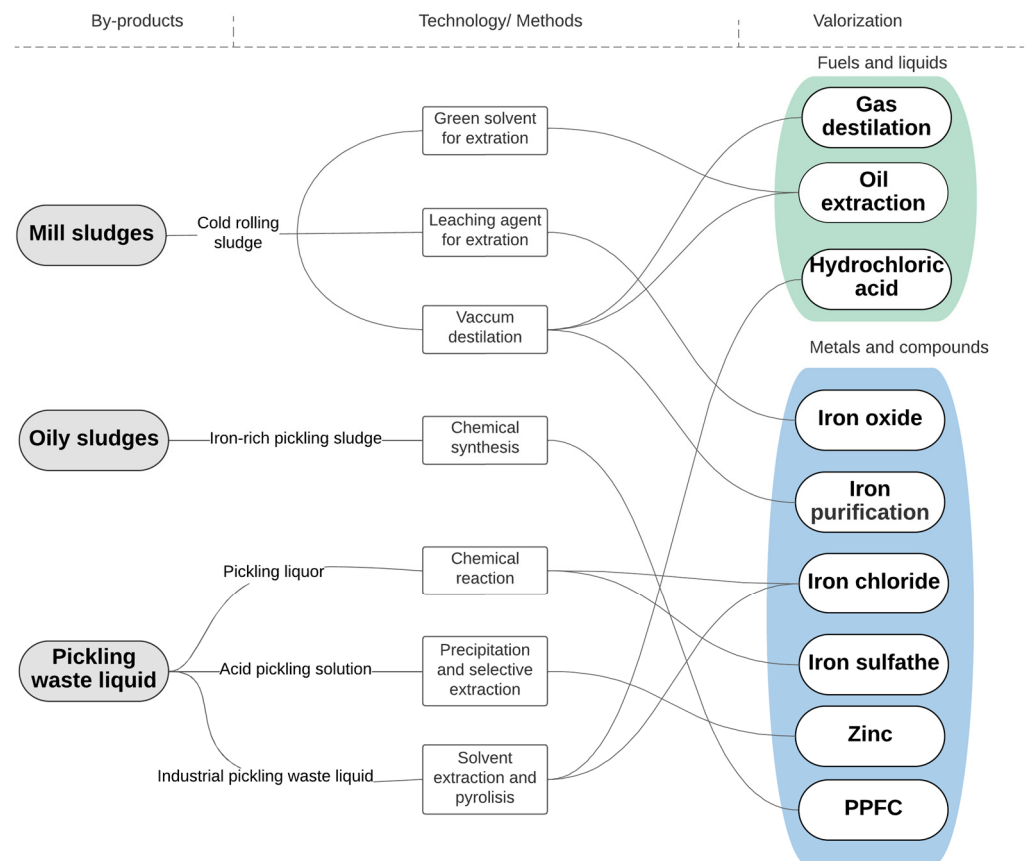 By-products
Technology/ Methods
Valorization
Fuels and liquids
Gas
destilation
Green solvent
for extration
Oil
extraction
Leaching agent
for extration
Cold rolling
sludge
Mill sludges
Hydrochloric
acid
Vaccum
destilation
Metals and compounds
Iron oxide
Oily sludges
Iron-rich pickling sludge
Chemical
synthesis
Iron
purification
Pickling liquor
Chemical
reaction
Iron chloride
Pickling
waste liquid
Acid pickling solution
Precipitation
and selective
extraction
Iron sulfathe
Zinc
Industrial pickling waste liquid
Solvent
extraction and
pyrolisis
PPFC